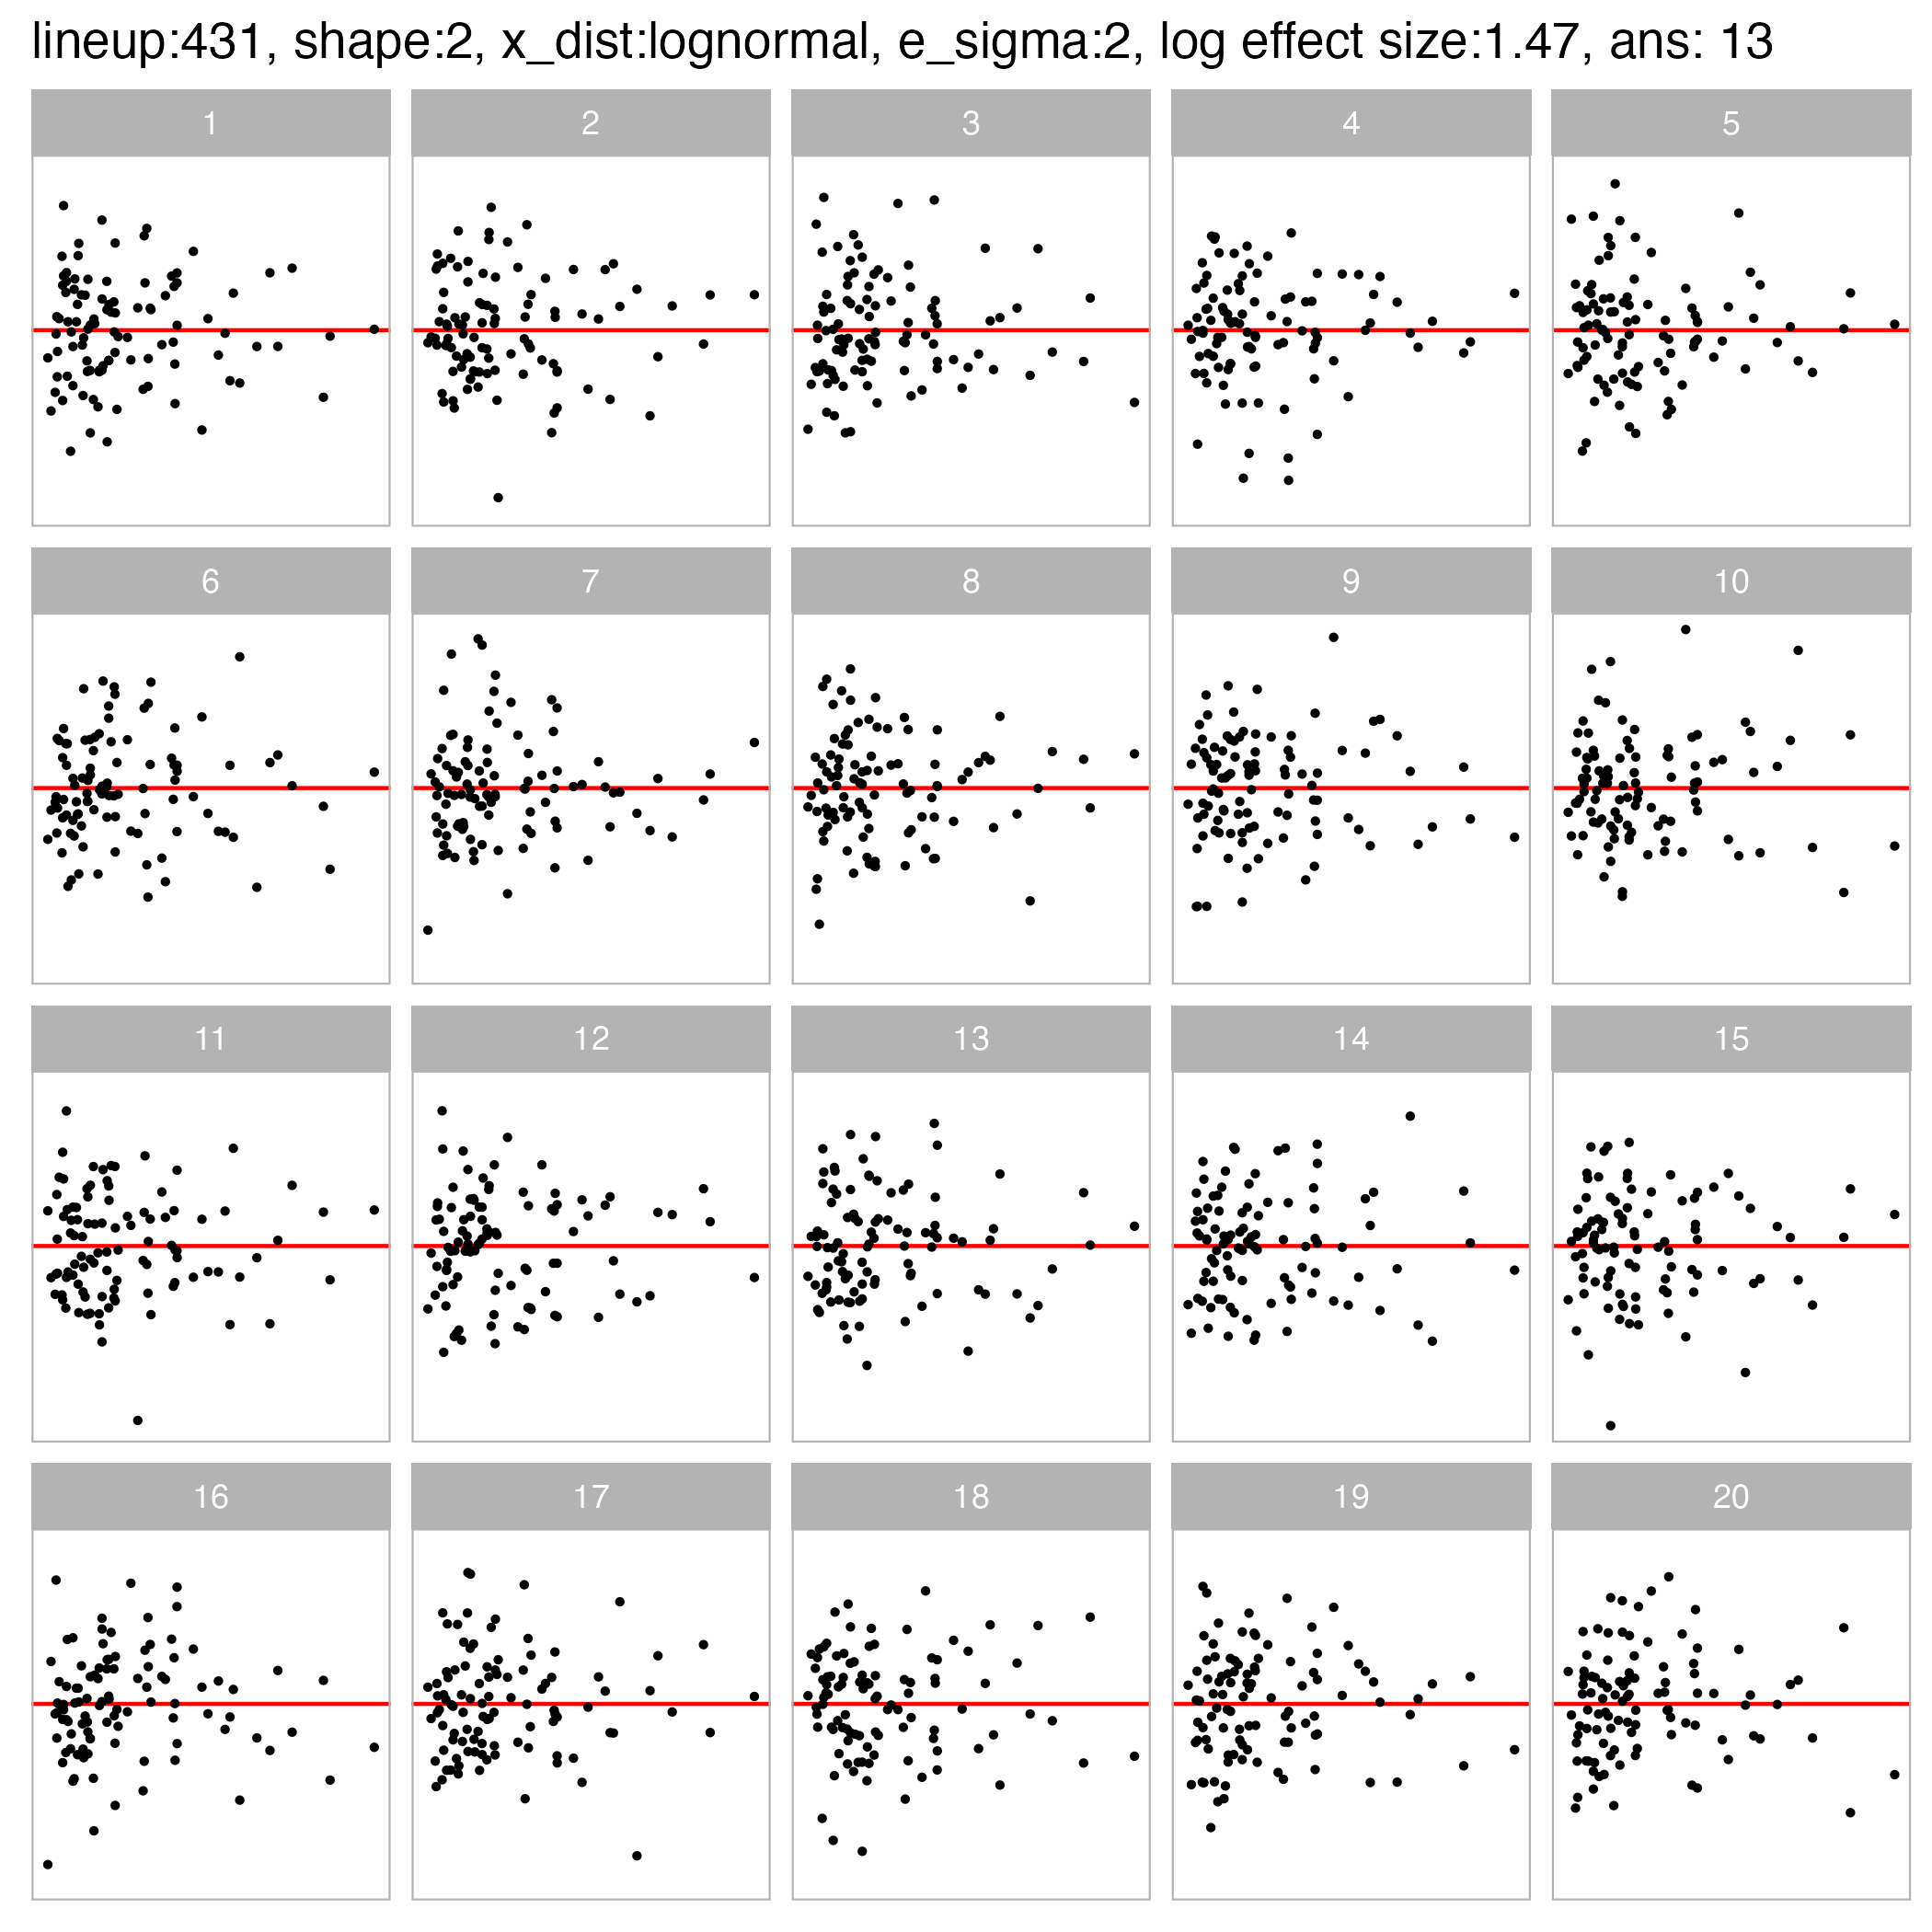 lineup:431, shape:2, x_dist:lognormal, e_sigma:2, log effect size:1.47, ans: 13
1 2 3 4 5
6 7 8 9 10
11 12 13 14 15
16 17 18 19 20